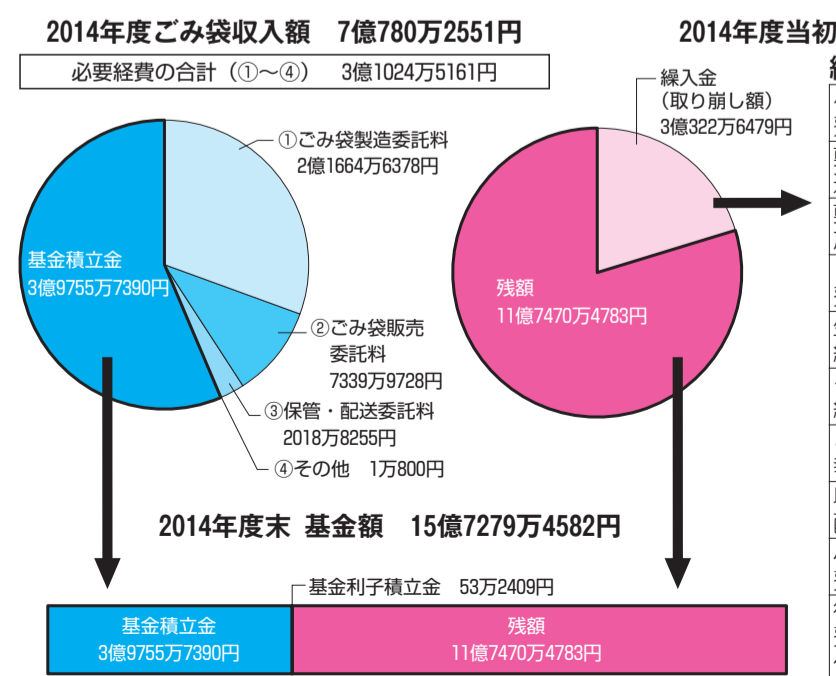 2014年度ごみ袋収入額 7億780万2551円
必要経費の合計（①〜④） 3億1024万5161円
①ごみ袋製造委託料
2億1664万6378円
基金積立金
3億9755万7390円
②ごみ袋販売
委託料
7339万9728円
③保管・配送委託料
2018万8255円
④その他 1万800円
2014年度当初
繰入金
（取り崩し額）
3億322万6479円
残額
11億7470万4783円
2014年度末 基金額 15億7279万4582円
基金利子積立金 53万2409円
基金積立金
3億9755万7390円
残額
11億7470万4783円